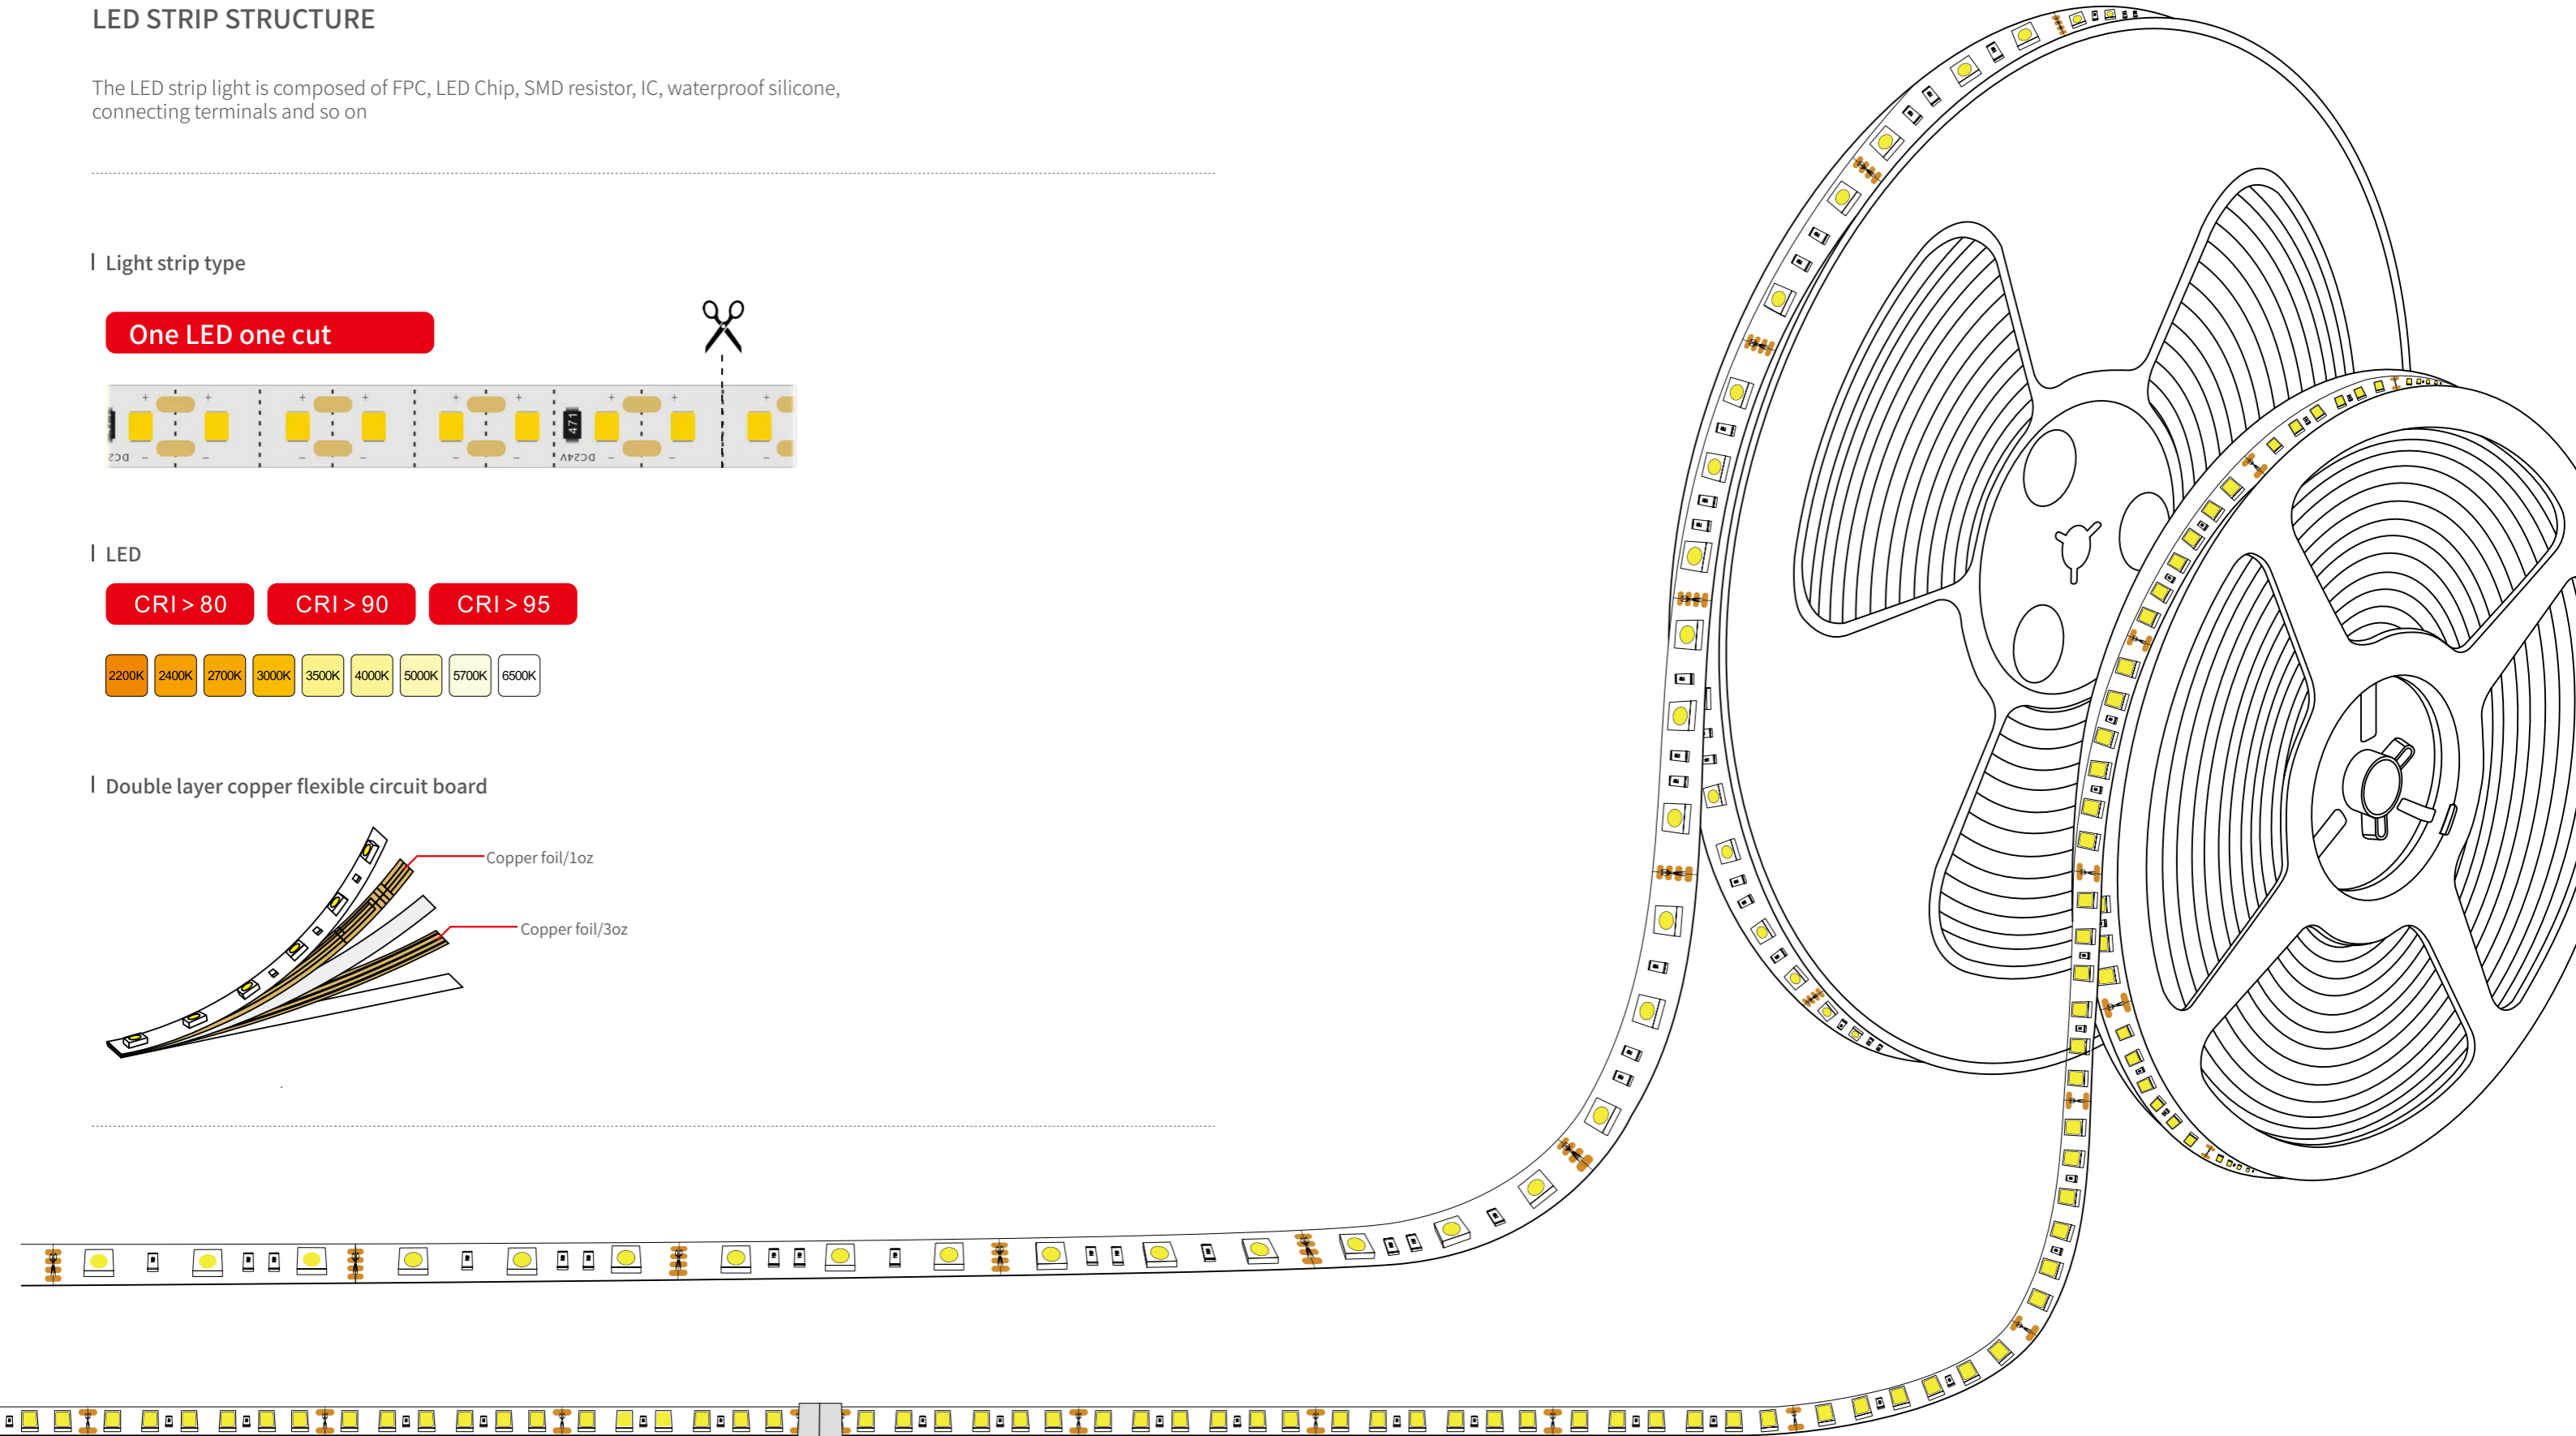 LED STRIP STRUCTURE
The LED strip light is composed of FPC, LED Chip, SMD resistor, IC, waterproof silicone,
connecting terminals and so on
Light strip type
One LED one cut
+ + + + + + + + +
471
DC24V
- - - - - - - - -
LED
CRI > 80 CRI > 90 CRI > 95
2200K 2400K 2700K 3000K 3500K 4000K 5000K 5700K 6500K
Double layer copper flexible circuit board
Copper foil/1oz
Copper foil/3oz